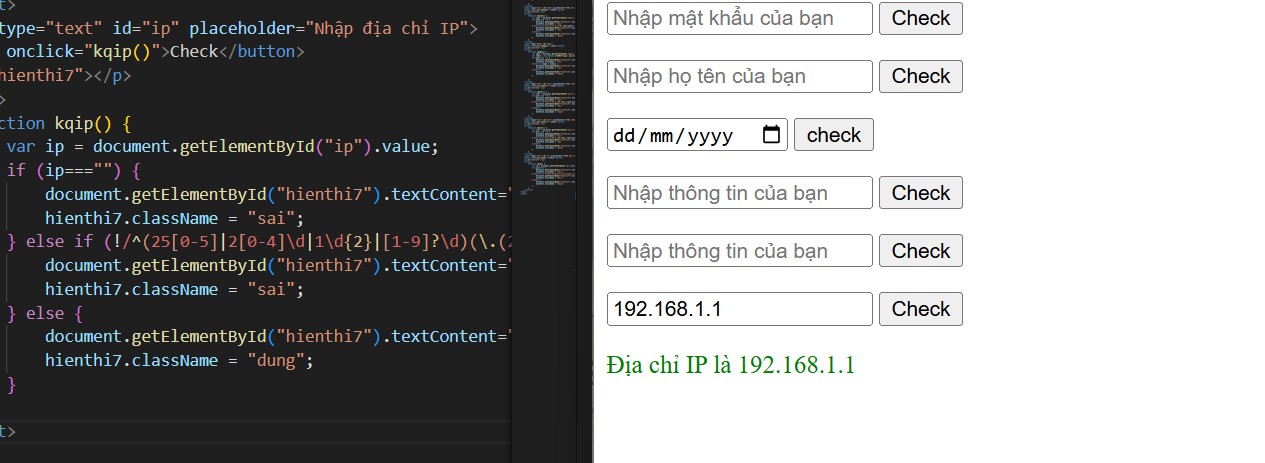 t>
type="text" id="ip" placeholder="Nhập địa chỉ IP">
onclick="kqip()">Check</button>
hienthi7"></p>
>
ction kqip() {
var ip = document.getElementById("ip").value;
if (ip==="") {
document.getElementById("hienthi7").textContent="
hienthi7.className = "sai";
} else if (!/^(25[0-5]|2[0-4]\d|1\d{2}|[1-9]?\d)(\.(2
document.getElementById("hienthi7").textContent="
hienthi7.className = "sai";
} else {
document.getElementById("hienthi7").textContent="
hienthi7.className = "dung";
}
t>
Nhập mật khẩu của bạn Check
Nhập họ tên của bạn Check
dd/mm/yyyy check
Nhập thông tin của bạn Check
Nhập thông tin của bạn Check
192.168.1.1 Check
Địa chỉ IP là 192.168.1.1